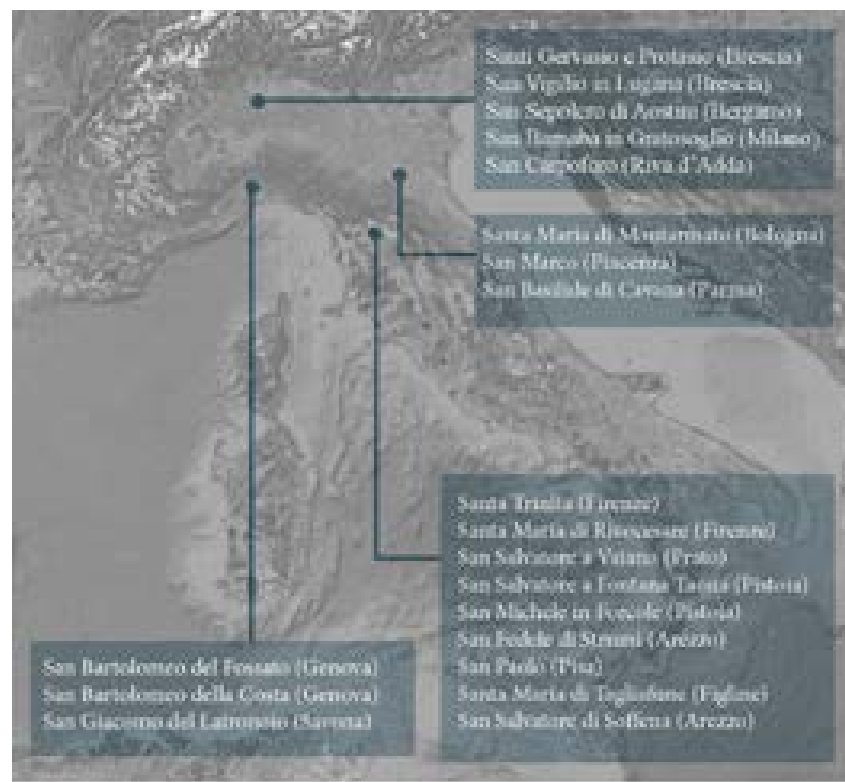 Santi Gervasio e Protasio (Brescia)
San Vigilio in Lugana (Brescia)
San Sepolcro di Astino (Bergamo)
San Barnaba in Gratosoglio (Milano)
San Carpoforo (Riva d'Adda)
Santa Maria di Montarmato (Bologna)
San Marco (Piacenza)
San Basilide di Cavana (Parma)
Santa Trinita (Firenze)
Santa Maria di (Firenze)
San Salvatore a Vaiano (Prato)
San Salvatore a Fontana Taona (Pistoia)
San Michele in Forcole (Pistoia)
San Fedele di Strumi (Arezzo)
San Paolo (Pisa)
Santa Maria di (Figline)
San Salvatore di Soffena (Arezzo)
San Bartolomeo del Fossato (Genova)
San Bartolomeo della Costa (Genova)
San Giacomo del Latronorio (Savona)